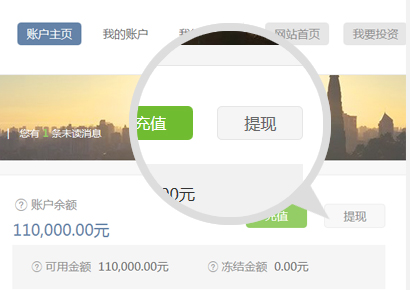 账户主页 我的账户 网站首页 我要投资
充值 提现
您有 1 条未读消息
00元
账户余额
110,000.00元 充值 提现
可用金额 110,000.00元 冻结金额 0.00元